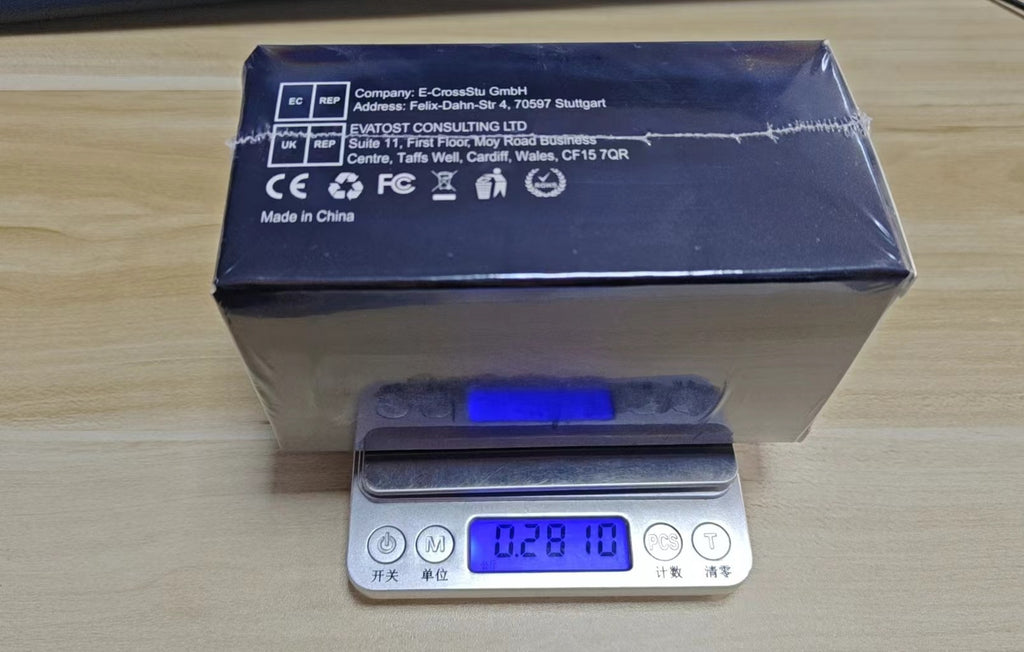 EC REP Company: E-CrossStu GmbH
Address: Felix-Dahn-Str 4, 70597 Stuttgart
UK REP EVATOST CONSULTING LTD
Suite 11, First Floor, Moy Road Business
Centre, Taffs Well, Cardiff, Wales, CF15 7QR
CE FC
Made in China
M 0.2810 PCS T
开关 单位 计数 清零